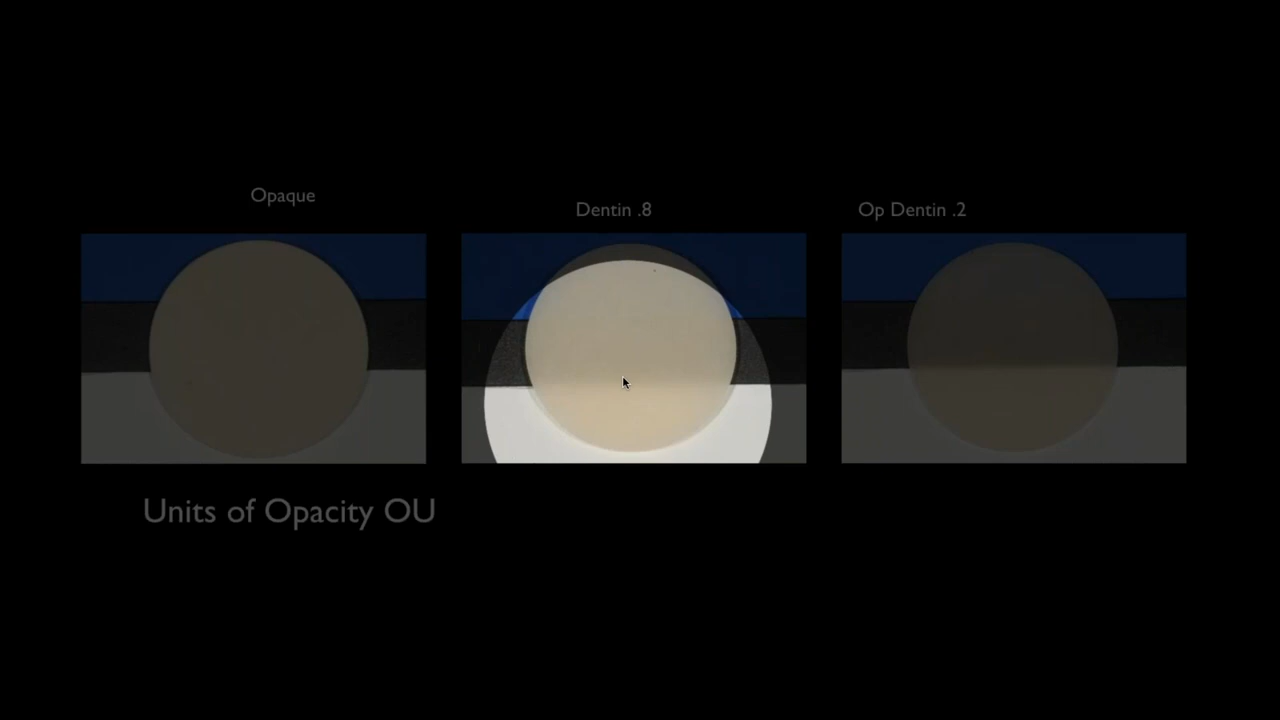 Opaque
Dentin .8
Op Dentin .2
Units of Opacity OU